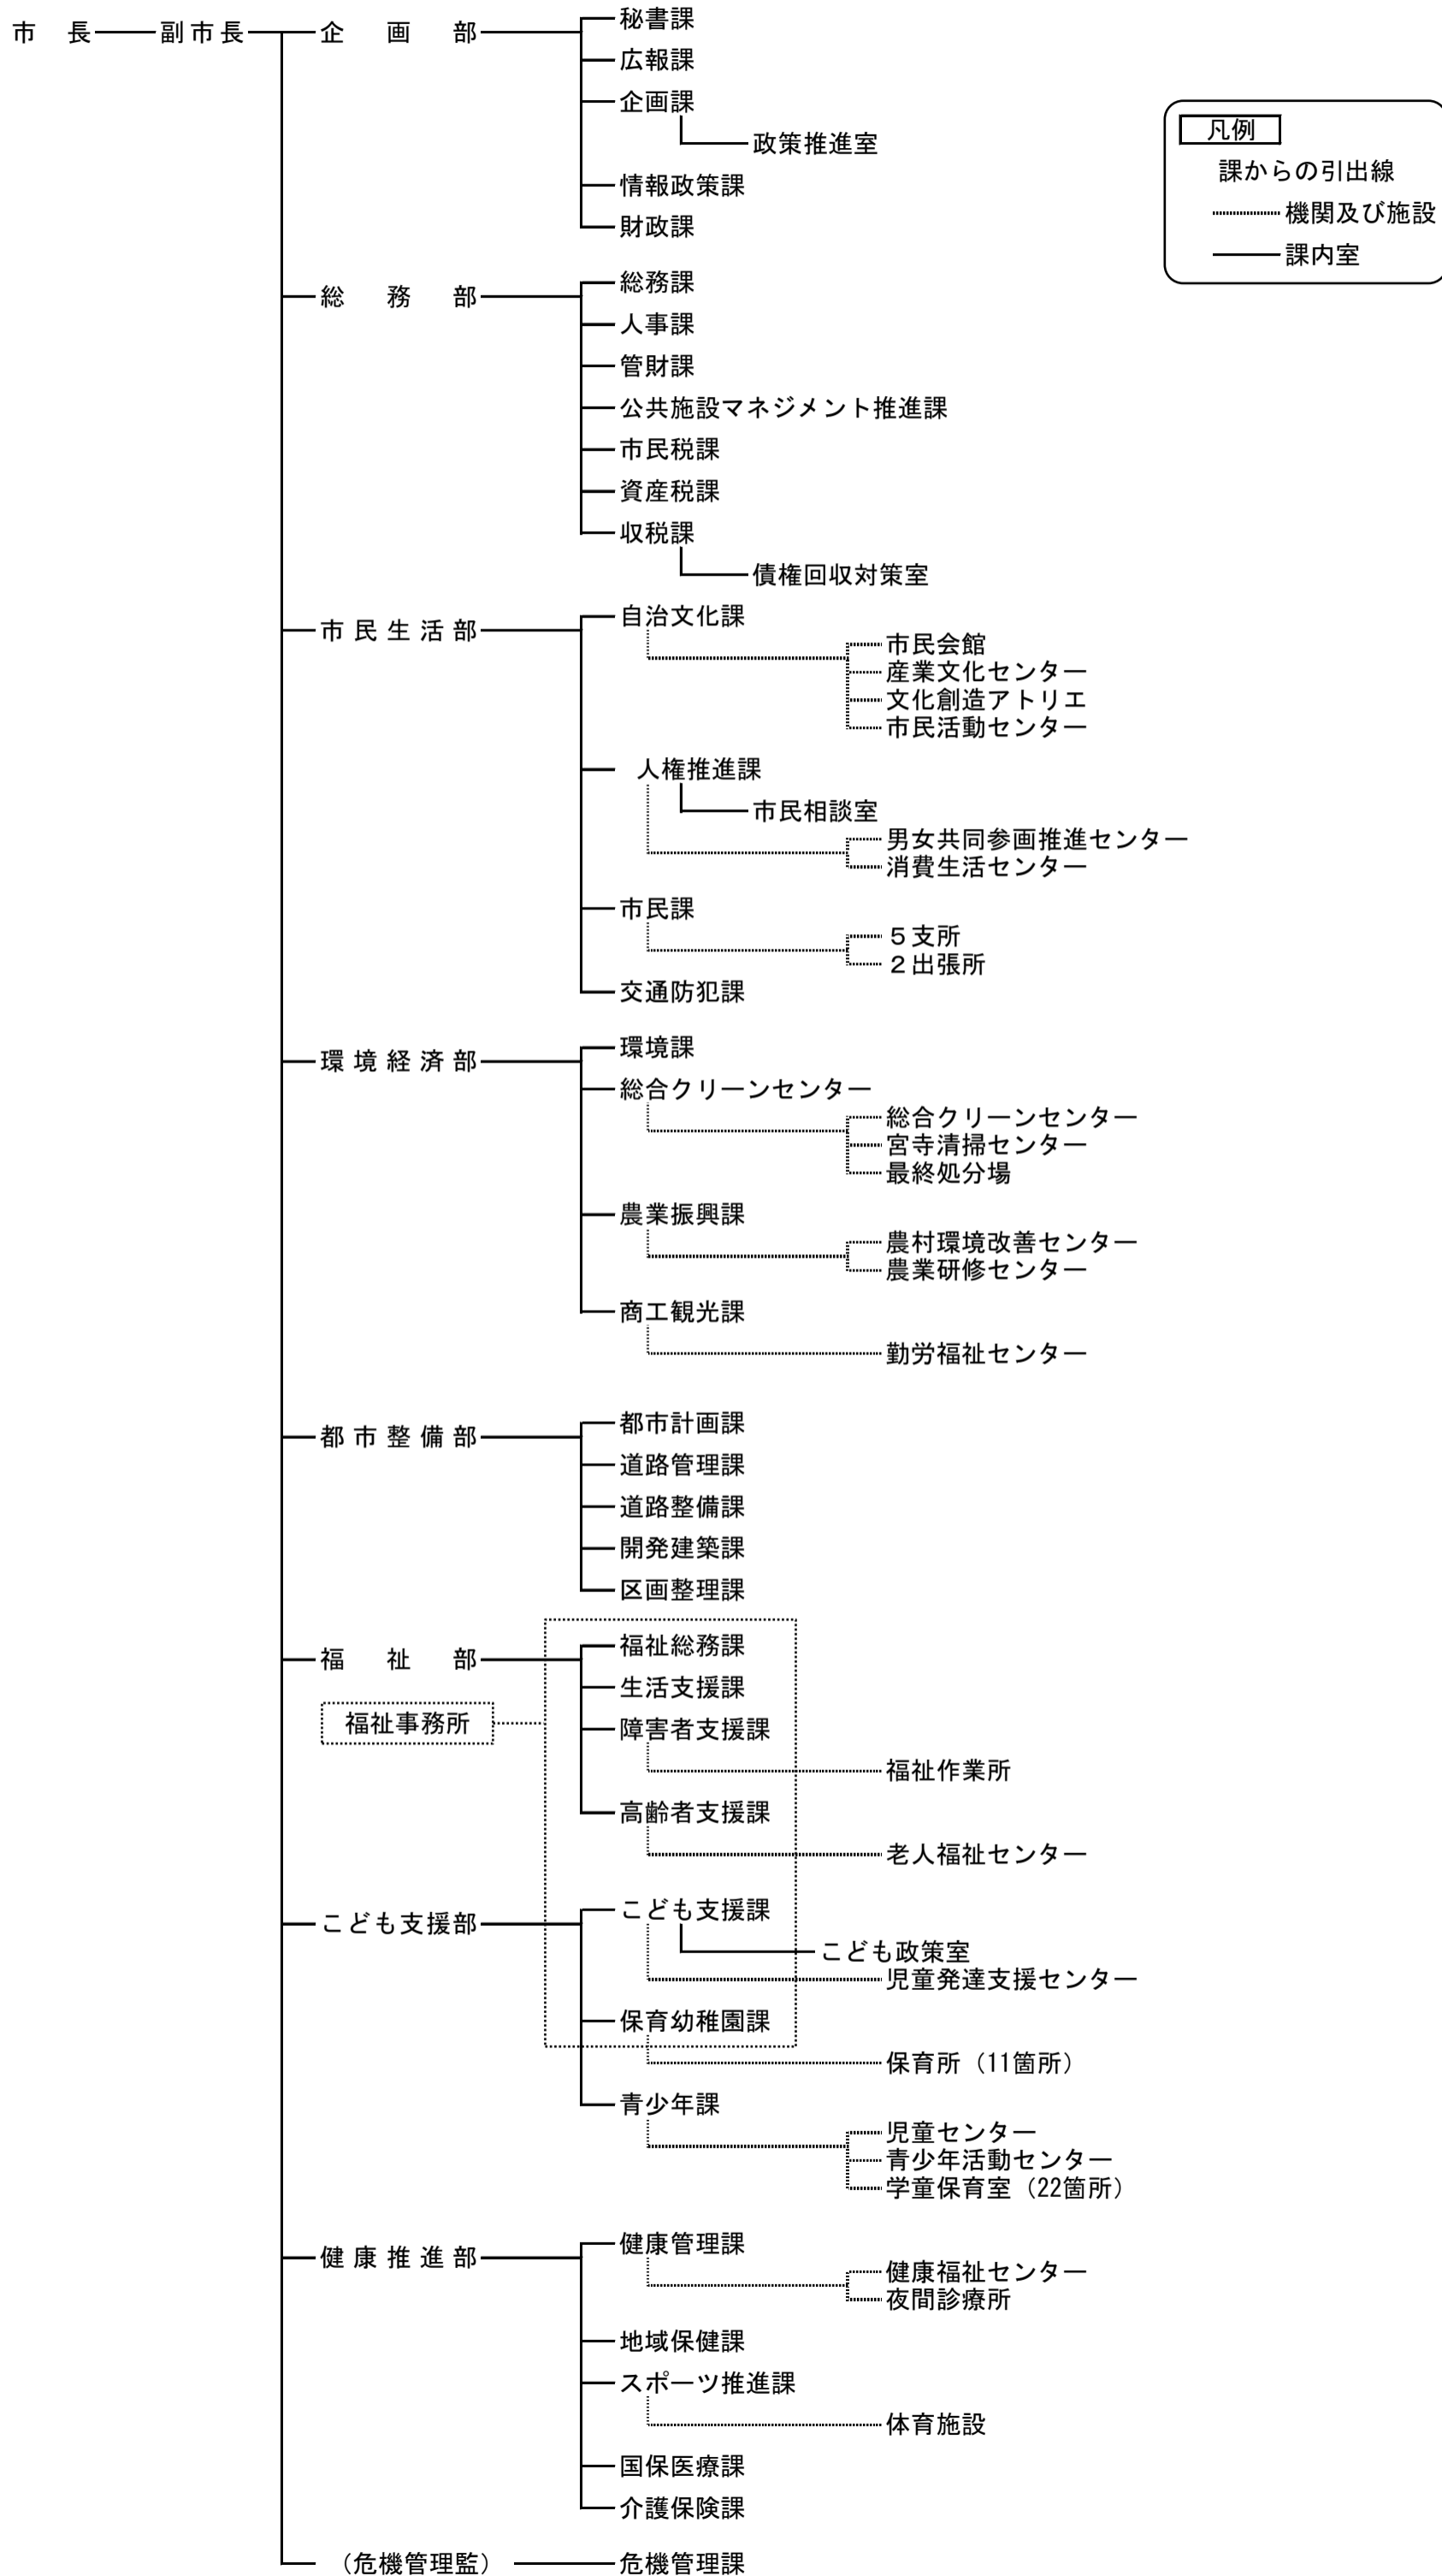 市長 副市長 企画部 秘書課
広報課
企画課
政策推進室
情報政策課
財政課
凡例
課からの引出線
機関及び施設
課内室
総務部 総務課
人事課
管財課
公共施設マネジメント推進課
市民税課
資産税課
収税課
債権回収対策室
市民生活部 自治文化課
市民会館
産業文化センター
文化創造アトリエ
市民活動センター
人権推進課
市民相談室
男女共同参画推進センター
消費生活センター
市民課
５支所
２出張所
交通防犯課
環境経済部 環境課
総合クリーンセンター
総合クリーンセンター
宮寺清掃センター
最終処分場
農業振興課
農村環境改善センター
農業研修センター
商工観光課
勤労福祉センター
都市整備部 都市計画課
道路管理課
道路整備課
開発建築課
区画整理課
福祉部 福祉総務課
生活支援課
福祉事務所 障害者支援課
福祉作業所
高齢者支援課
老人福祉センター
こども支援部 こども支援課
こども政策室
児童発達支援センター
保育幼稚園課
保育所（11箇所）
青少年課
児童センター
青少年活動センター
学童保育室（22箇所）
健康推進部 健康管理課
健康福祉センター
夜間診療所
地域保健課
スポーツ推進課
体育施設
国保医療課
介護保険課
（危機管理監） 危機管理課